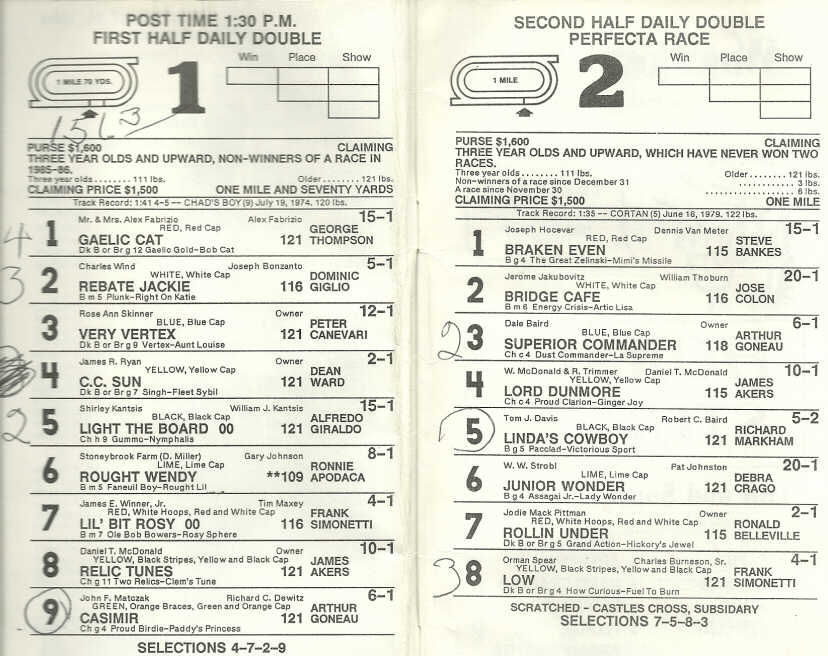 POST TIME 1:30 P.M.
FIRST HALF DAILY DOUBLE
1 MILE 70 YDS.
1
Win Place Show
PURSE $1,600 CLAIMING
THREE YEAR OLDS AND UPWARD, NON-WINNERS OF A RACE IN
1985-86.
Three year olds ........ 111 lbs. Older ........ 121 lbs.
CLAIMING PRICE $1,500 ONE MILE AND SEVENTY YARDS
Track Record: 1:41 4-5 — CHAD'S BOY (9) July 19, 1974. 120 lbs.
4
Mr. & Mrs. Alex Fabrizio Alex Fabrizio 15-1
1 RED, Red Cap GEORGE
GAELIC CAT 121 THOMPSON
Dk B or Br g 12 Gaelic Gold-Bob Cat
3
Charles Wind Joseph Bonzanto 5-1
2 WHITE, White Cap DOMINIC
REBATE JACKIE 116 GIGLIO
B m 5 Plunk-Right On Katie
Rose Ann Skinner Owner 12-1
3 BLUE, Blue Cap PETER
VERY VERTEX 121 CANEVARI
Dk B or Br g 9 Vertex-Aunt Louise
James R. Ryan Owner 2-1
4 YELLOW, Yellow Cap DEAN
C.C. SUN 121 WARD
Dk B or Br g 7 Singh-Fleet Sybil
2
Shirley Kantsis William J. Kantsis 15-1
5 BLACK, Black Cap ALFREDO
LIGHT THE BOARD 00 121 GIRALDO
Ch h 9 Gummo-Nymphalis
Stoneybrook Farm (D. Miller) Gary Johnson 8-1
6 LIME, Lime Cap RONNIE
ROUGHT WENDY **109 APODACA
B m 5 Faneuil Boy-Rought Lil
James E. Winner, Jr. Tim Maxey 4-1
7 RED, White Hoops, Red and White Cap FRANK
LIL' BIT ROSY 00 116 SIMONETTI
B m 7 Ole Bob Bowers-Rosy Sphere
Daniel T. McDonald Owner 10-1
8 YELLOW, Black Stripes, Yellow and Black Cap JAMES
RELIC TUNES 121 AKERS
Ch g 11 Two Relics-Clem's Tune
John F. Matczak Richard C. Dewitz 6-1
9 GREEN, Orange Braces, Green and Orange Cap ARTHUR
CASIMIR 121 GONEAU
Ch g 4 Proud Birdie-Paddy's Princess
SELECTIONS 4-7-2-9
SECOND HALF DAILY DOUBLE
PERFECTA RACE
1 MILE
2
Win Place Show
PURSE $1,600 CLAIMING
THREE YEAR OLDS AND UPWARD, WHICH HAVE NEVER WON TWO
RACES.
Three year olds ........ 111 lbs. Older ........ 121 lbs.
Non-winners of a race since December 31 ........ 3 lbs.
A race since November 30 ........ 6 lbs.
CLAIMING PRICE $1,500 ONE MILE
Track Record: 1:35 — CORTAN (5) June 16, 1979. 122 lbs.
Joseph Hocevar Dennis Van Meter 15-1
1 RED, Red Cap STEVE
BRAKEN EVEN 115 BANKES
B g 4 The Great Zelinski-Mimi's Missile
Jerome Jakubovitz William Thoburn 20-1
2 WHITE, White Cap JOSE
BRIDGE CAFE 116 COLON
B m 6 Energy Crisis-Artic Lisa
2
Dale Baird Owner 6-1
3 BLUE, Blue Cap ARTHUR
SUPERIOR COMMANDER 118 GONEAU
Ch c 4 Dust Commander-La Supreme
W. McDonald & R. Trimmer Daniel T. McDonald 10-1
4 YELLOW, Yellow Cap JAMES
LORD DUNMORE 115 AKERS
Ch c 4 Proud Clarion-Ginger Joy
Tom J. Davis Robert C. Baird 5-2
5 BLACK, Black Cap RICHARD
LINDA'S COWBOY 121 MARKHAM
B g 5 Pacclad-Victorious Sport
W. W. Strobl Pat Johnston 20-1
6 LIME, Lime Cap DEBRA
JUNIOR WONDER 121 CRAGO
B g 4 Assagai Jr.-Lady Wonder
Jodie Mack Pittman Owner 2-1
7 RED, White Hoops, Red and White Cap RONALD
ROLLIN UNDER 115 BELLEVILLE
Dk B or Br g 5 Grand Action-Hickory's Jewel
3
Orman Spear Charles Burneson, Sr. 4-1
8 YELLOW, Black Stripes, Yellow and Black Cap FRANK
LOW 121 SIMONETTI
Dk B or Br g 4 How Curious-Fuel To Burn
SCRATCHED - CASTLES CROSS, SUBSIDARY
SELECTIONS 7-5-8-3